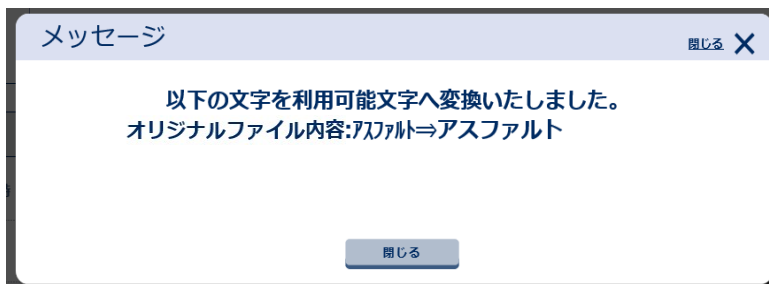 メッセージ
閉じる
以下の文字を利用可能文字へ変換いたしました。
オリジナルファイル内容:ｱｽﾌｧﾙﾄ⇒アスファルト
閉じる